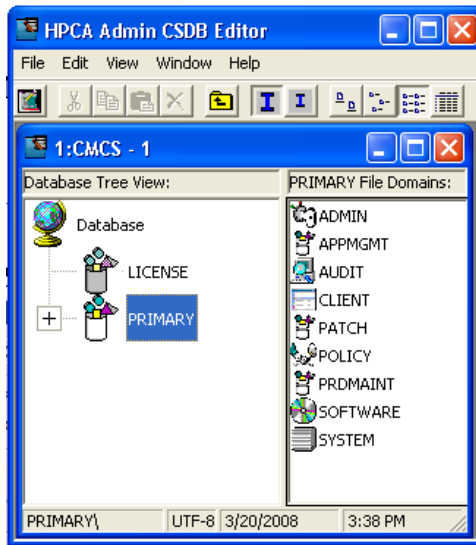 HPCA Admin CSDB Editor
File Edit View Window Help
1:CMCS - 1
Database Tree View:
PRIMARY File Domains:
Database
LICENSE
PRIMARY
ADMIN
APPMGMT
AUDIT
CLIENT
PATCH
POLICY
PRDMAINT
SOFTWARE
SYSTEM
PRIMARY\ UTF-8 3/20/2008 3:38 PM